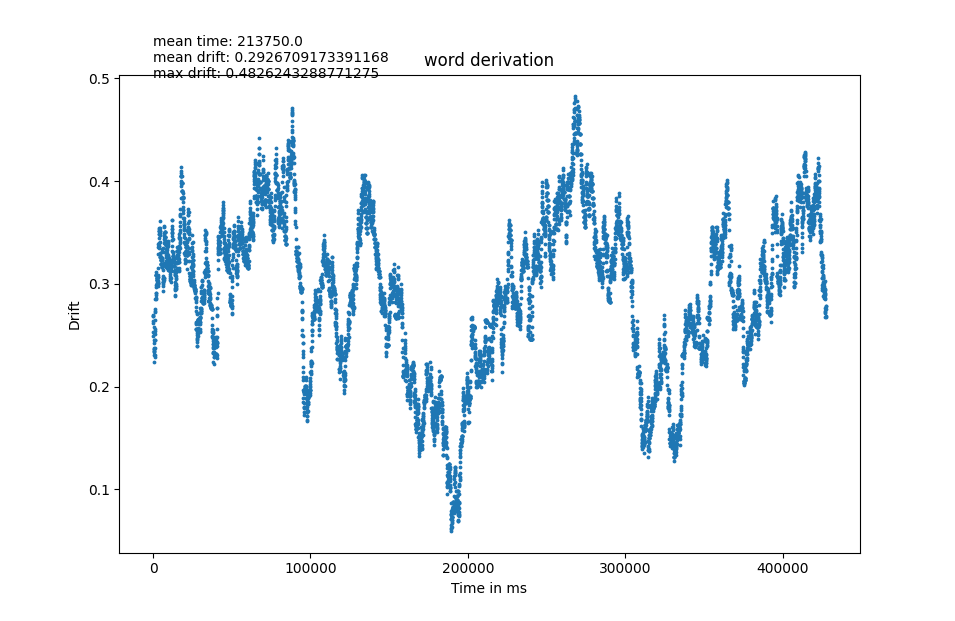 mean time: 213750.0
mean drift: 0.2926709173391168
max drift: 0.4826243288771275
word derivation
0.5
0.4
0.3
0.2
0.1
Drift
0 100000 200000 300000 400000
Time in ms